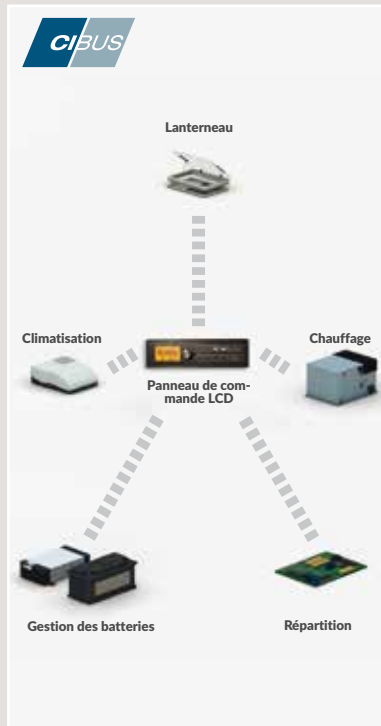 CIBUS
Lanterneau
Climatisation
Chauffage
Panneau de com-
mande LCD
Gestion des batteries
Répartition